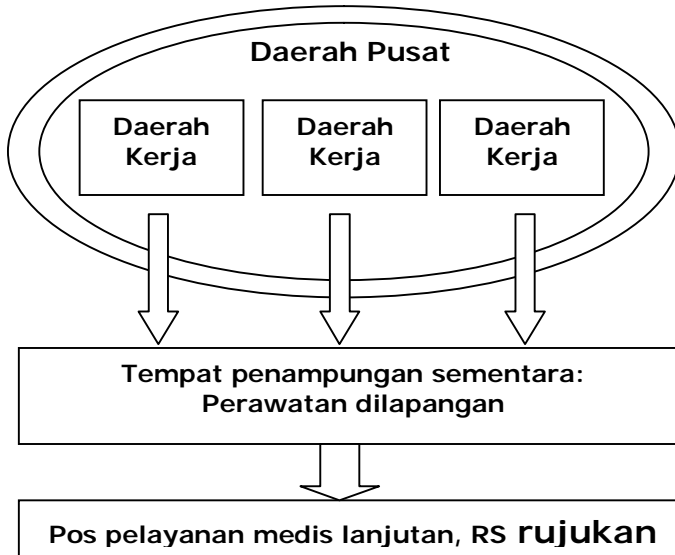 Daerah Pusat
Daerah
Kerja
Daerah
Kerja
Daerah
Kerja
Tempat penampungan sementara:
Perawatan dilapangan
Pos pelayanan medis lanjutan, RS rujukan